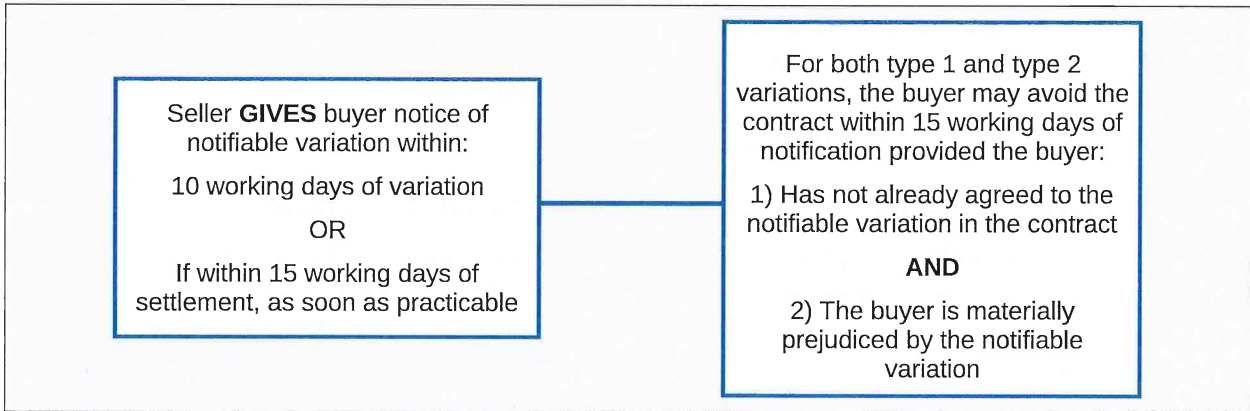 Seller GIVES buyer notice of
notifiable variation within:
10 working days of variation
OR
If within 15 working days of
settlement, as soon as practicable
For both type 1 and type 2
variations, the buyer may avoid the
contract within 15 working days of
notification provided the buyer:
1) Has not already agreed to the
notifiable variation in the contract
AND
2) The buyer is materially
prejudiced by the notifiable
variation